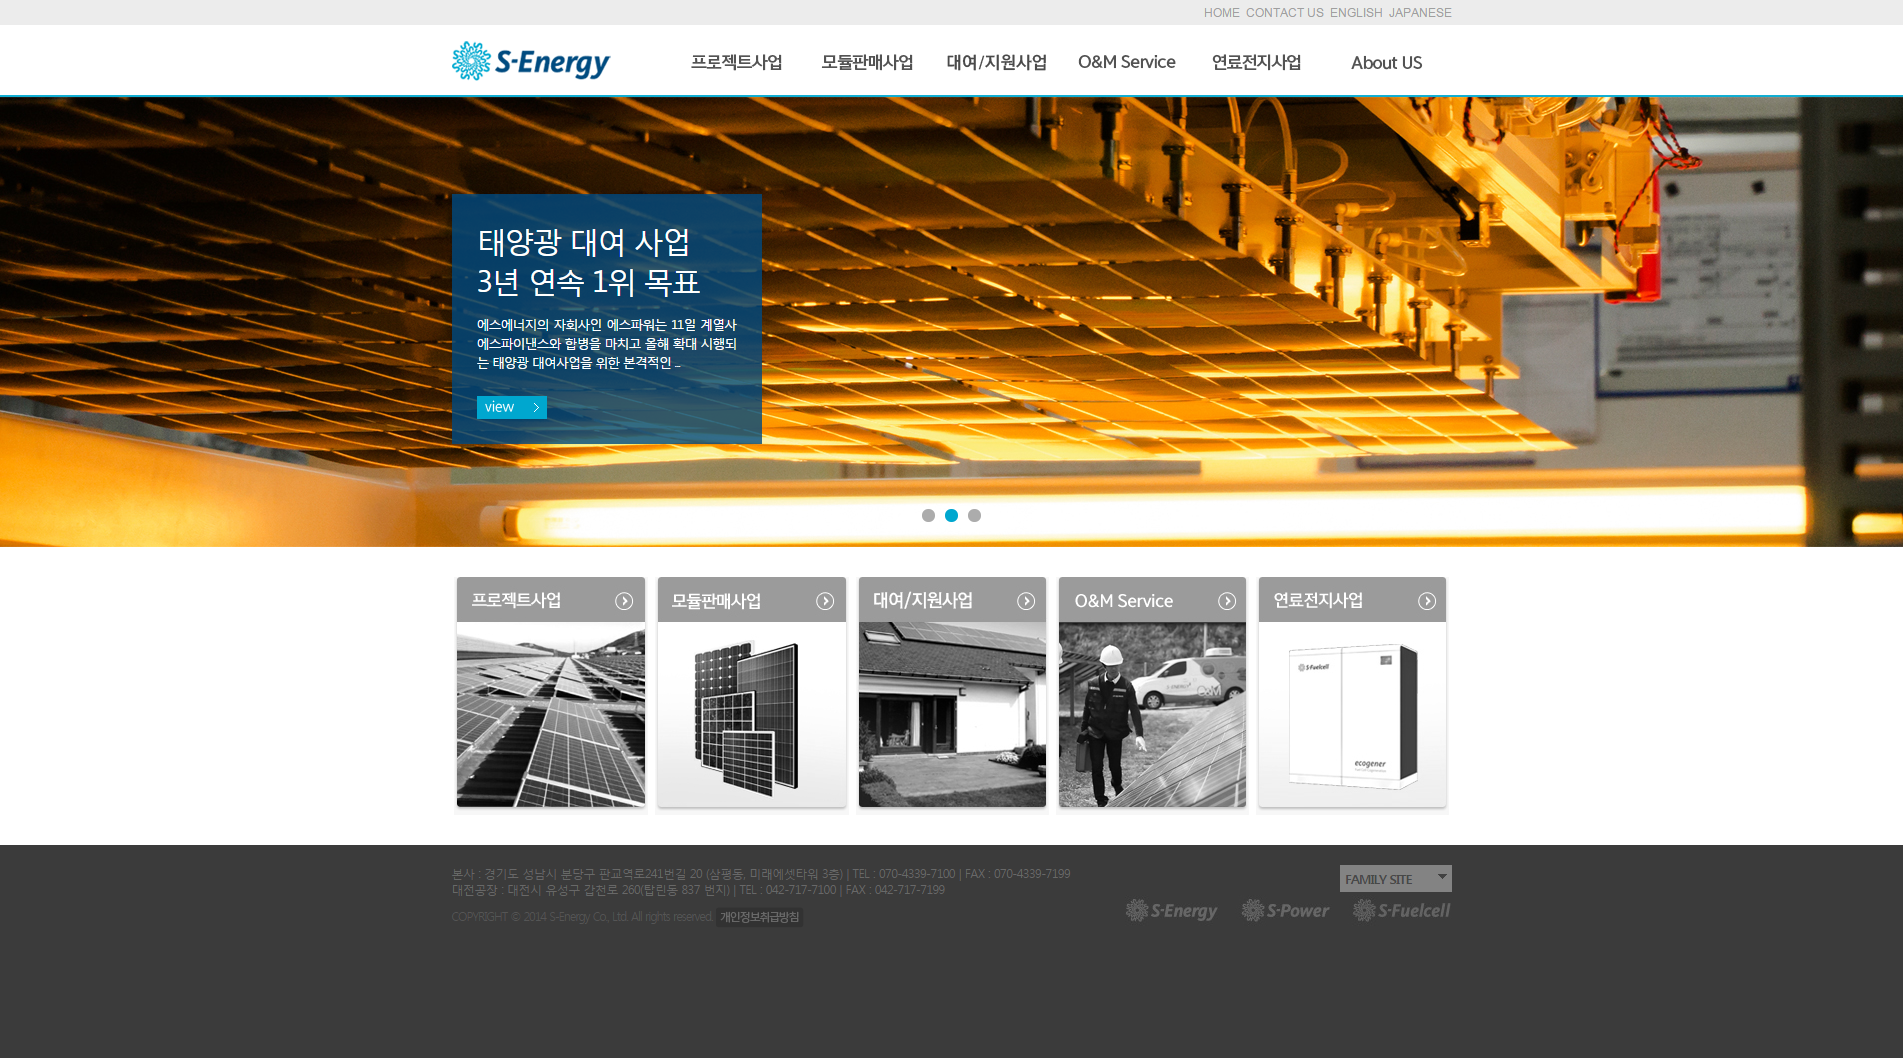 HOME CONTACT US ENGLISH JAPANESE
S-Energy
프로젝트사업 모듈판매사업 대여/지원사업 O&M Service 연료전지사업 About US
태양광 대여 사업
3년 연속 1위 목표
에스에너지의 자회사인 에스파워는 11일 계열사
에스파이낸스와 합병을 마치고 올해 확대 시행되
는 태양광 대여사업을 위한 본격적인 ...
view
프로젝트사업 모듈판매사업 대여/지원사업 O&M Service 연료전지사업
S-Fuelcell
ecogener
본사 : 경기도 성남시 분당구 판교역로241번길 20 (삼평동, 미래에셋타워 3층) | TEL : 070-4339-7100 | FAX : 070-4339-7199
대전공장 : 대전시 유성구 갑천로 260(탑린동 837 번지) | TEL : 042-717-7100 | FAX : 042-717-7199
COPYRIGHT © 2014 S-Energy Co., Ltd. All rights reserved. 개인정보취급방침
FAMILY SITE
S-Energy S-Power S-Fuelcell